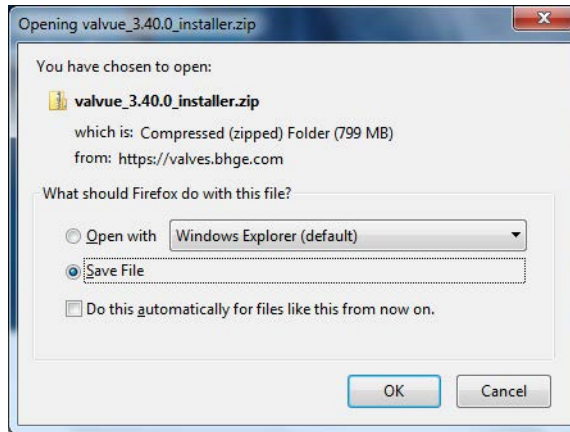 Opening valvue_3.40.0_installer.zip
You have chosen to open:
valvue_3.40.0_installer.zip
which is: Compressed (zipped) Folder (799 MB)
from: https://valves.bhge.com
What should Firefox do with this file?
Open with Windows Explorer (default)
Save File
Do this automatically for files like this from now on.
OK Cancel